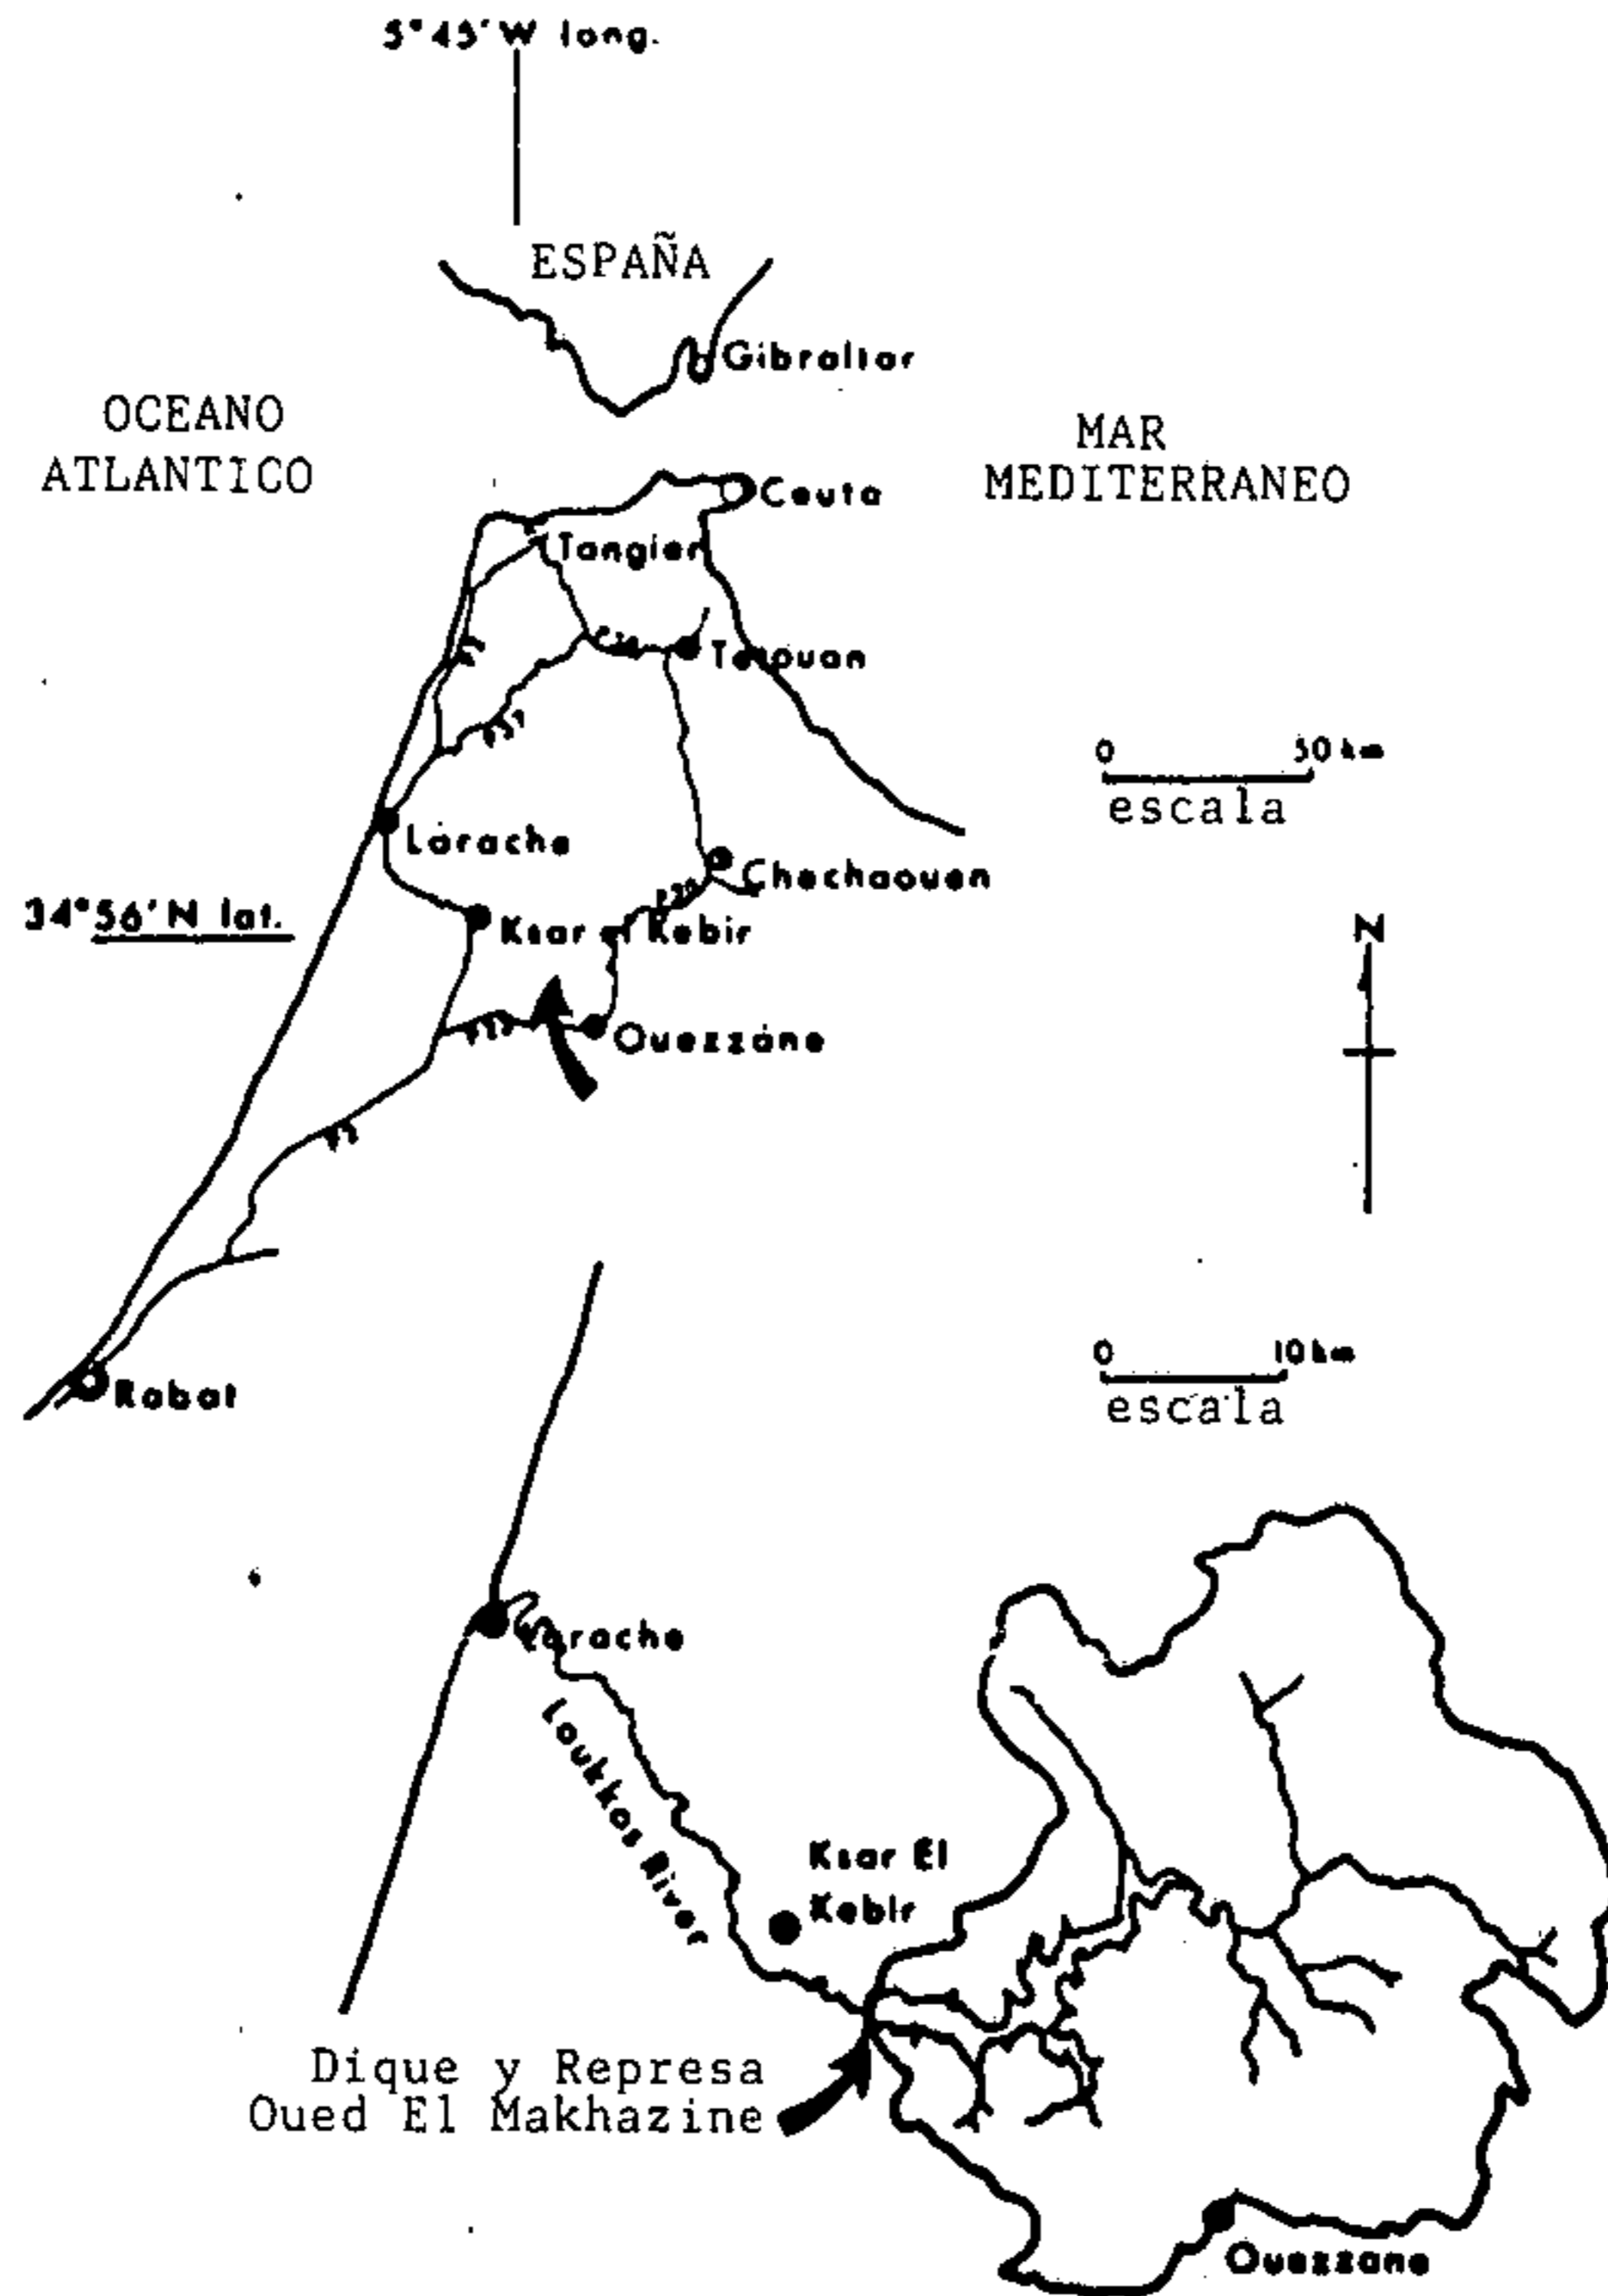 5°45'W long.
ESPAÑA
Gibraltar
OCEANO
ATLANTICO
MAR
MEDITERRANEO
Ceuta
Tangier
Tetouan
0 50 km
escala
Larache
Chechaouen
34°56'N lat.
Ksar el Kebir
N
Ouezzane
0 10 km
escala
Rabat
Larache
Loukkos River
Ksar El
Kebir
Dique y Represa
Oued El Makhazine
Ouezzane